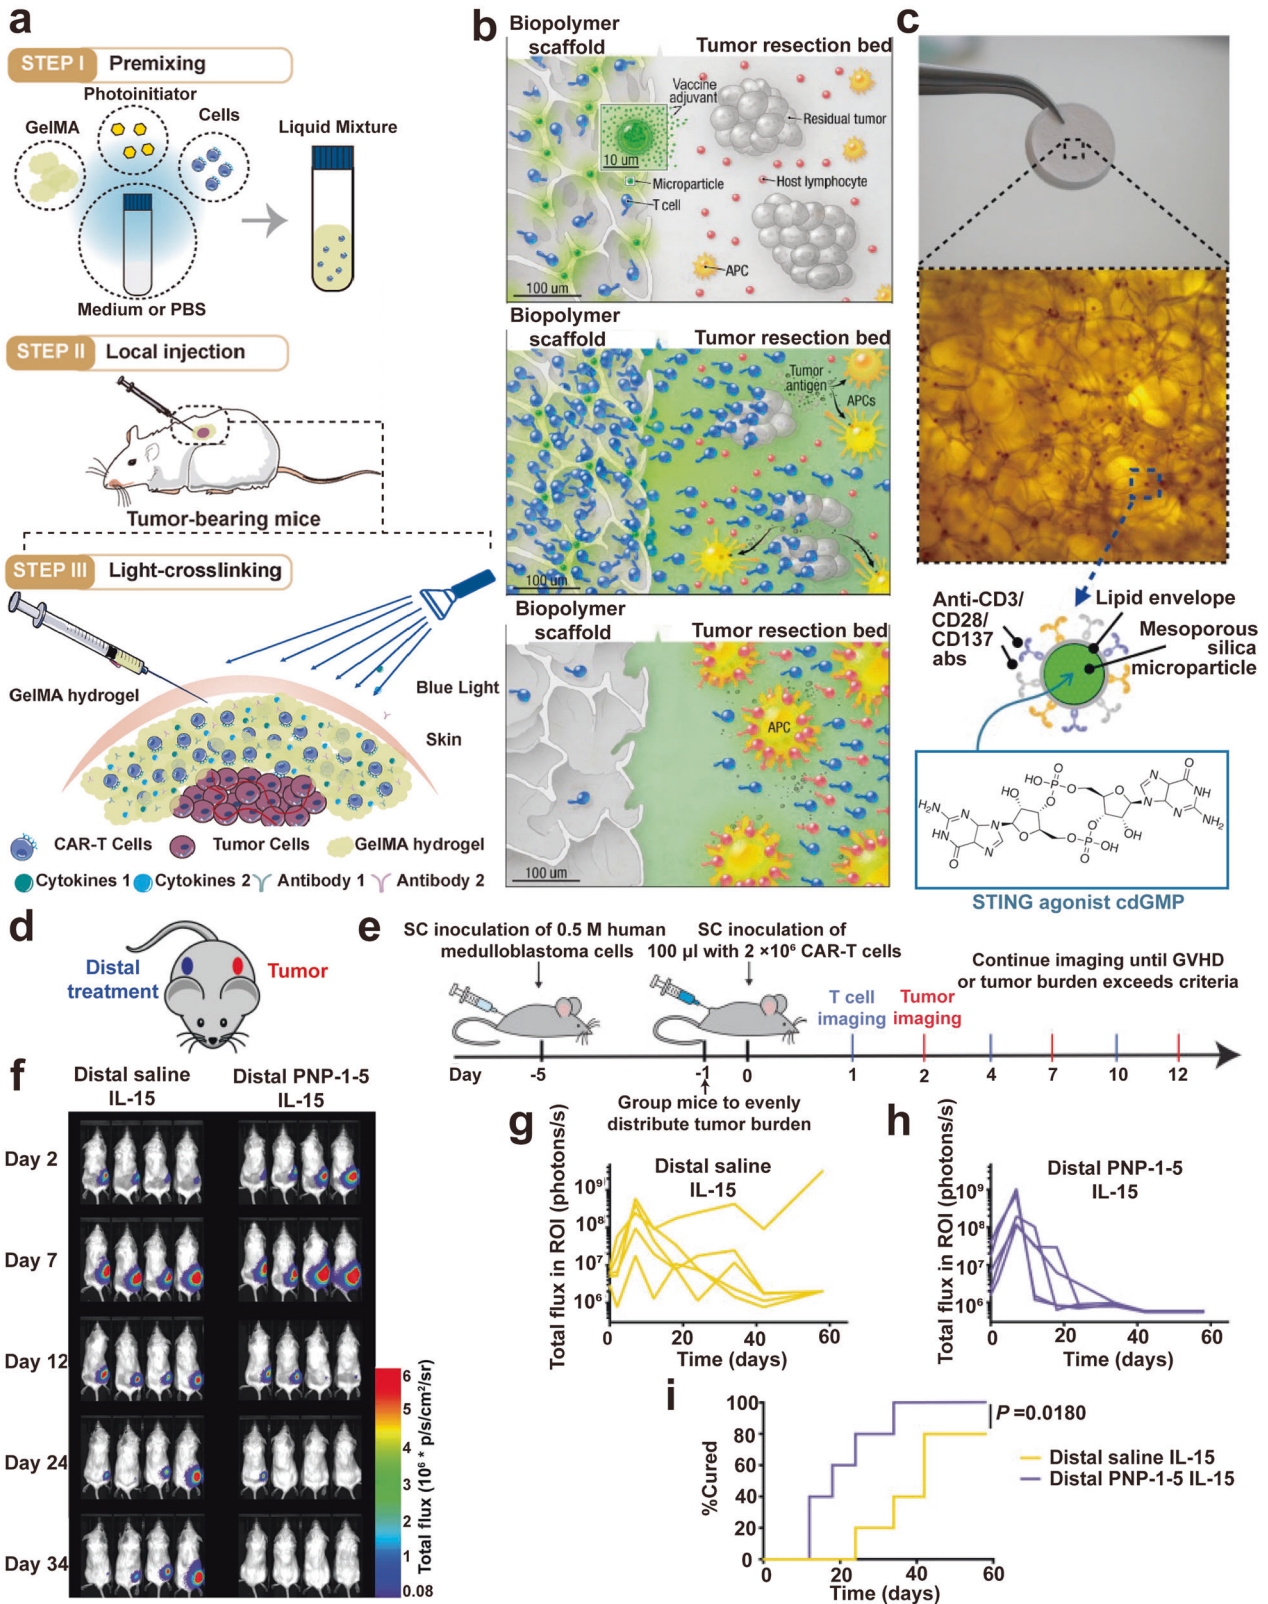 a
STEP I Premixing
Photoinitiator
GelMA
Cells
Liquid Mixture
Medium or PBS
STEP II Local injection
Tumor-bearing mice
STEP III Light-crosslinking
GelMA hydrogel
Blue Light
Skin
CAR-T Cells Tumor Cells GelMA hydrogel
Cytokines 1 Cytokines 2 Antibody 1 Antibody 2
b
Biopolymer
scaffold
Tumor resection bed
Vaccine
adjuvant
Residual tumor
10 um
Microparticle
Host lymphocyte
T cell
APC
100 um
Biopolymer
scaffold
Tumor resection bed
Tumor
antigen
APCs
100 um
Biopolymer
scaffold
Tumor resection bed
APC
100 um
c
Anti-CD3/
CD28/
CD137
abs
Lipid envelope
Mesoporous
silica
microparticle
H₂N
HN
O
N
N
N
HO
O
O
P
HO
O
O
O
O
O
P
OH
O
OH
N
N
N
O
NH
NH₂
STING agonist cdGMP
d
Distal
treatment
Tumor
e
SC inoculation of 0.5 M human
medulloblastoma cells
SC inoculation of
100 µl with 2 ×10⁶ CAR-T cells
Continue imaging until GVHD
or tumor burden exceeds criteria
T cell
imaging
Tumor
imaging
Day -5 -1 0 1 2 4 7 10 12
Group mice to evenly
distribute tumor burden
f
Distal saline
IL-15
Distal PNP-1-5
IL-15
Day 2
Day 7
Day 12
Day 24
Day 34
6
5
4
3
2
1
0.08
Total flux (10⁶ * p/s/cm²/sr)
g
Distal saline
IL-15
Total flux in ROI (photons/s)
10⁹
10⁸
10⁷
10⁶
0 20 40 60
Time (days)
h
Distal PNP-1-5
IL-15
Total flux in ROI (photons/s)
10⁹
10⁸
10⁷
10⁶
0 20 40 60
Time (days)
i
%Cured
100
80
60
40
20
0
0 20 40 60
Time (days)
P =0.0180
Distal saline IL-15
Distal PNP-1-5 IL-15